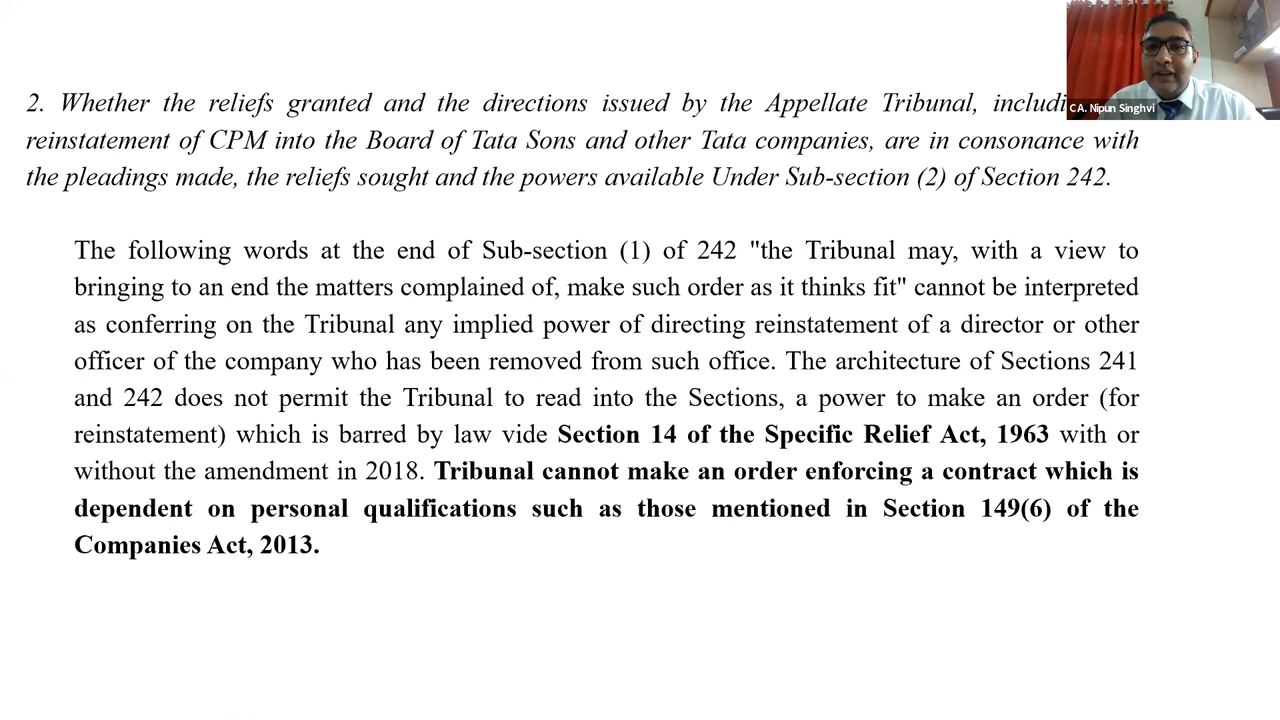 2. Whether the reliefs granted and the directions issued by the Appellate Tribunal,
reinstatement of CPM into the Board of Tata Sons and other Tata companies, are in consonance with
the pleadings made, the reliefs sought and the powers available Under Sub-section (2) of Section 242.
The following words at the end of Sub-section (1) of 242 "the Tribunal may, with a view to
bringing to an end the matters complained of, make such order as it thinks fit" cannot be interpreted
as conferring on the Tribunal any implied power of directing reinstatement of a director or other
officer of the company who has been removed from such office. The architecture of Sections 241
and 242 does not permit the Tribunal to read into the Sections, a power to make an order (for
reinstatement) which is barred by law vide Section 14 of the Specific Relief Act, 1963 with or
without the amendment in 2018. Tribunal cannot make an order enforcing a contract which is
dependent on personal qualifications such as those mentioned in Section 149(6) of the
Companies Act, 2013.
CA. Nipun Singhvi